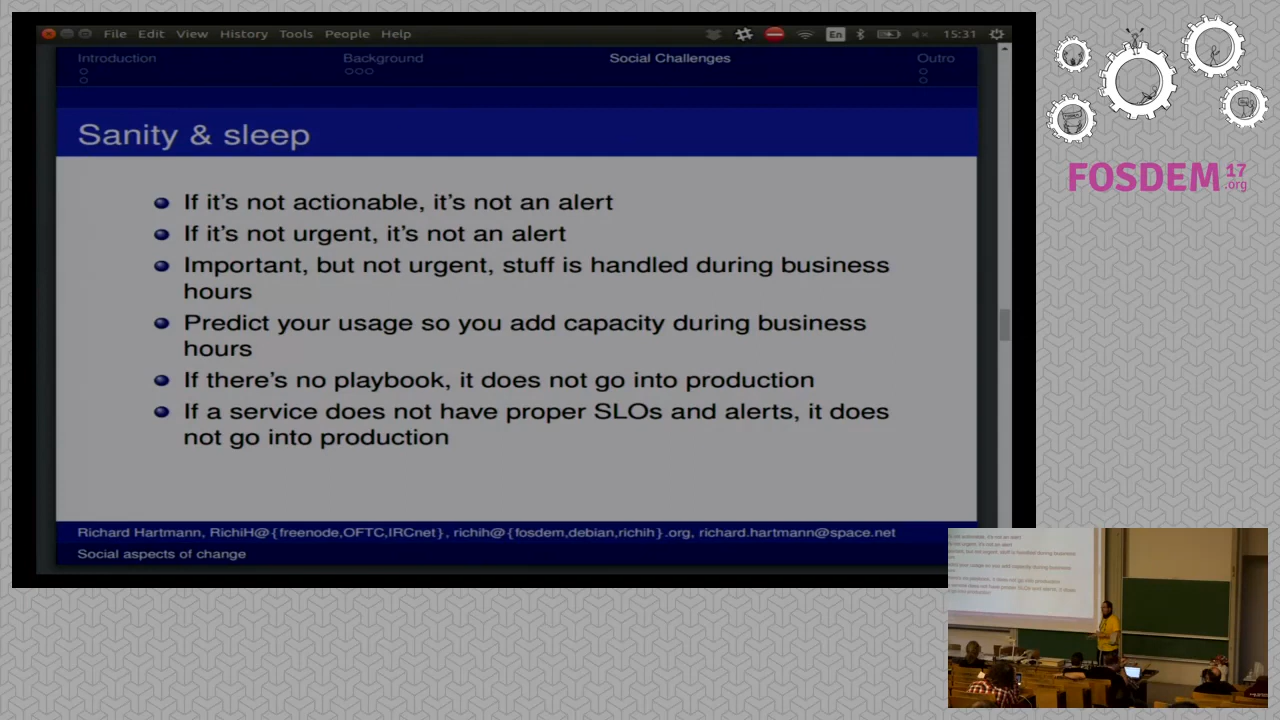 File Edit View History Tools People Help
En
15:31
Introduction
Background
Social Challenges
Outro
Sanity & sleep
If it's not actionable, it's not an alert
If it's not urgent, it's not an alert
Important, but not urgent, stuff is handled during business
hours
Predict your usage so you add capacity during business
hours
If there's no playbook, it does not go into production
If a service does not have proper SLOs and alerts, it does
not go into production
Richard Hartmann, RichiH@{freenode,OFTC,IRCnet}, richih@{fosdem,debian,richih}.org, richard.hartmann@space.net
Social aspects of change
FOSDEM 17
.org